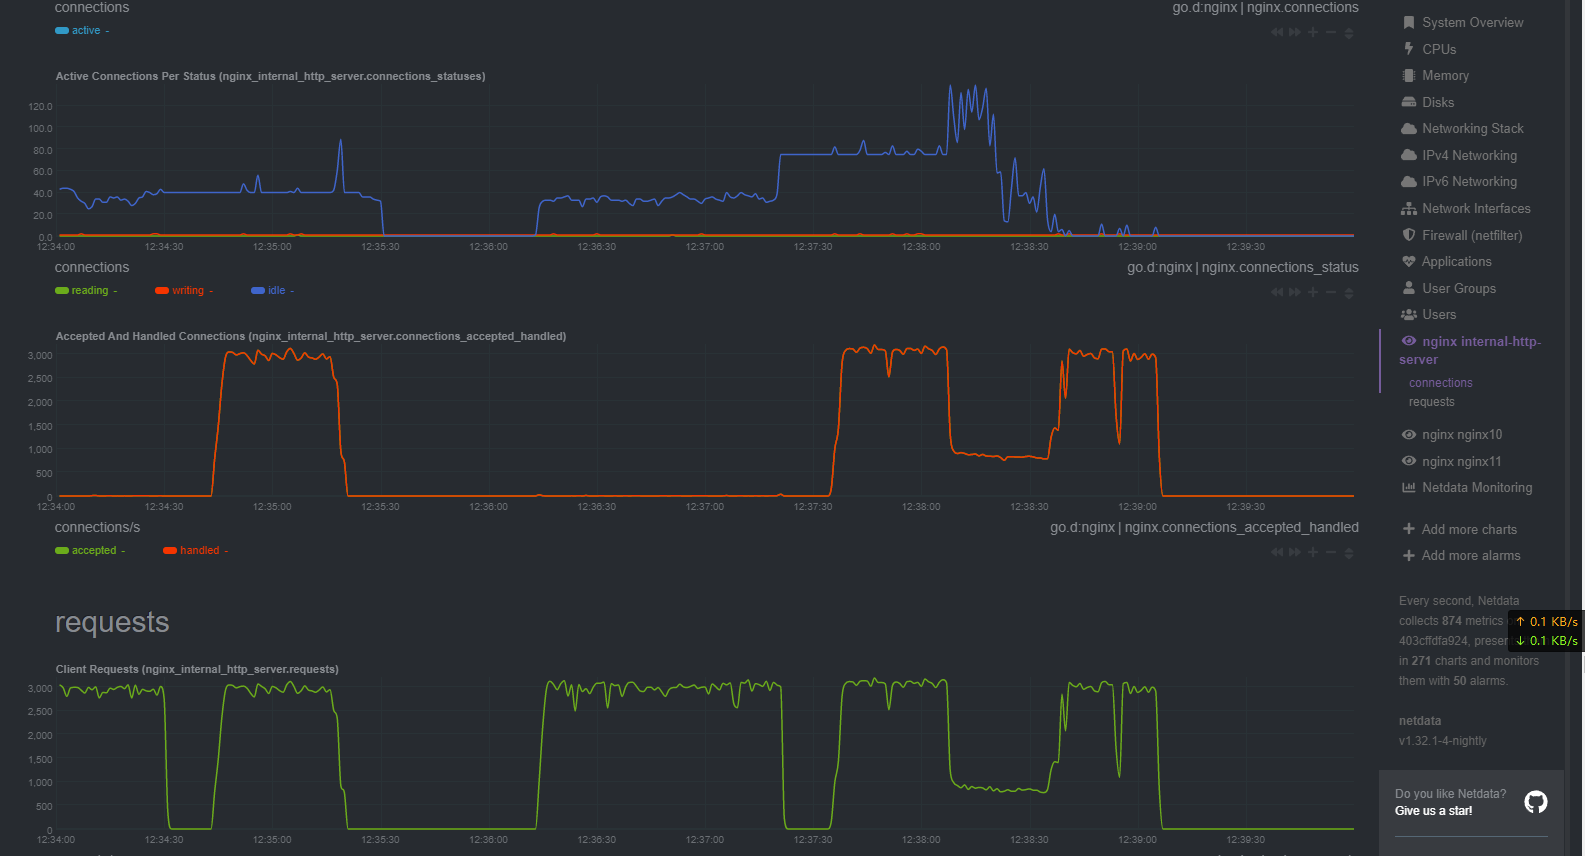 connections
go.d:nginx | nginx.connections
active -
Active Connections Per Status (nginx_internal_http_server.connections_statuses)
120.0
100.0
80.0
60.0
40.0
20.0
0.0
12:34:00 12:34:30 12:35:00 12:35:30 12:36:00 12:36:30 12:37:00 12:37:30 12:38:00 12:38:30 12:39:00 12:39:30
connections
go.d:nginx | nginx.connections_status
reading - writing - idle -
Accepted And Handled Connections (nginx_internal_http_server.connections_accepted_handled)
3,000
2,500
2,000
1,500
1,000
500
0
12:34:00 12:34:30 12:35:00 12:35:30 12:36:00 12:36:30 12:37:00 12:37:30 12:38:00 12:38:30 12:39:00 12:39:30
connections/s
go.d:nginx | nginx.connections_accepted_handled
accepted - handled -
requests
Client Requests (nginx_internal_http_server.requests)
3,000
2,500
2,000
1,500
1,000
500
0
12:34:00 12:34:30 12:35:00 12:35:30 12:36:00 12:36:30 12:37:00 12:37:30 12:38:00 12:38:30 12:39:00 12:39:30
System Overview
CPUs
Memory
Disks
Networking Stack
IPv4 Networking
IPv6 Networking
Network Interfaces
Firewall (netfilter)
Applications
User Groups
Users
nginx internal-http-
server
connections
requests
nginx nginx10
nginx nginx11
Netdata Monitoring
Add more charts
Add more alarms
Every second, Netdata
collects 874 metrics
403cffdfa924,
in 271 charts and monitors
them with 50 alarms.
↑ 0.1 KB/s
↓ 0.1 KB/s
netdata
v1.32.1-4-nightly
Do you like Netdata?
Give us a star!